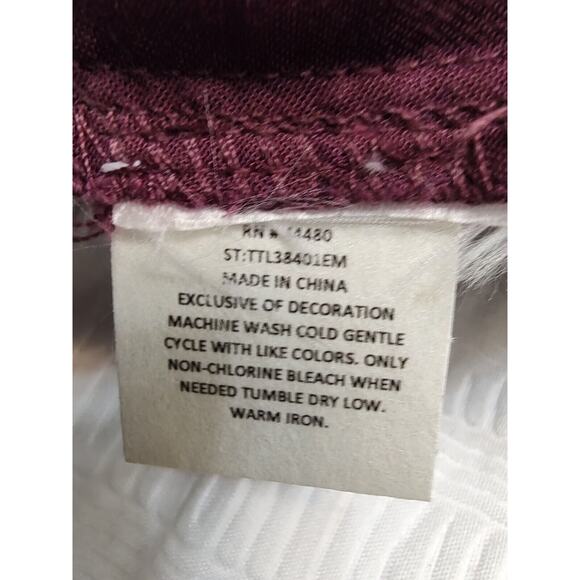 RN #
ST:TTL38401EM
MADE IN CHINA
EXCLUSIVE OF DECORATION
MACHINE WASH COLD GENTLE
CYCLE WITH LIKE COLORS. ONLY
NON-CHLORINE BLEACH WHEN
NEEDED TUMBLE DRY LOW.
WARM IRON.